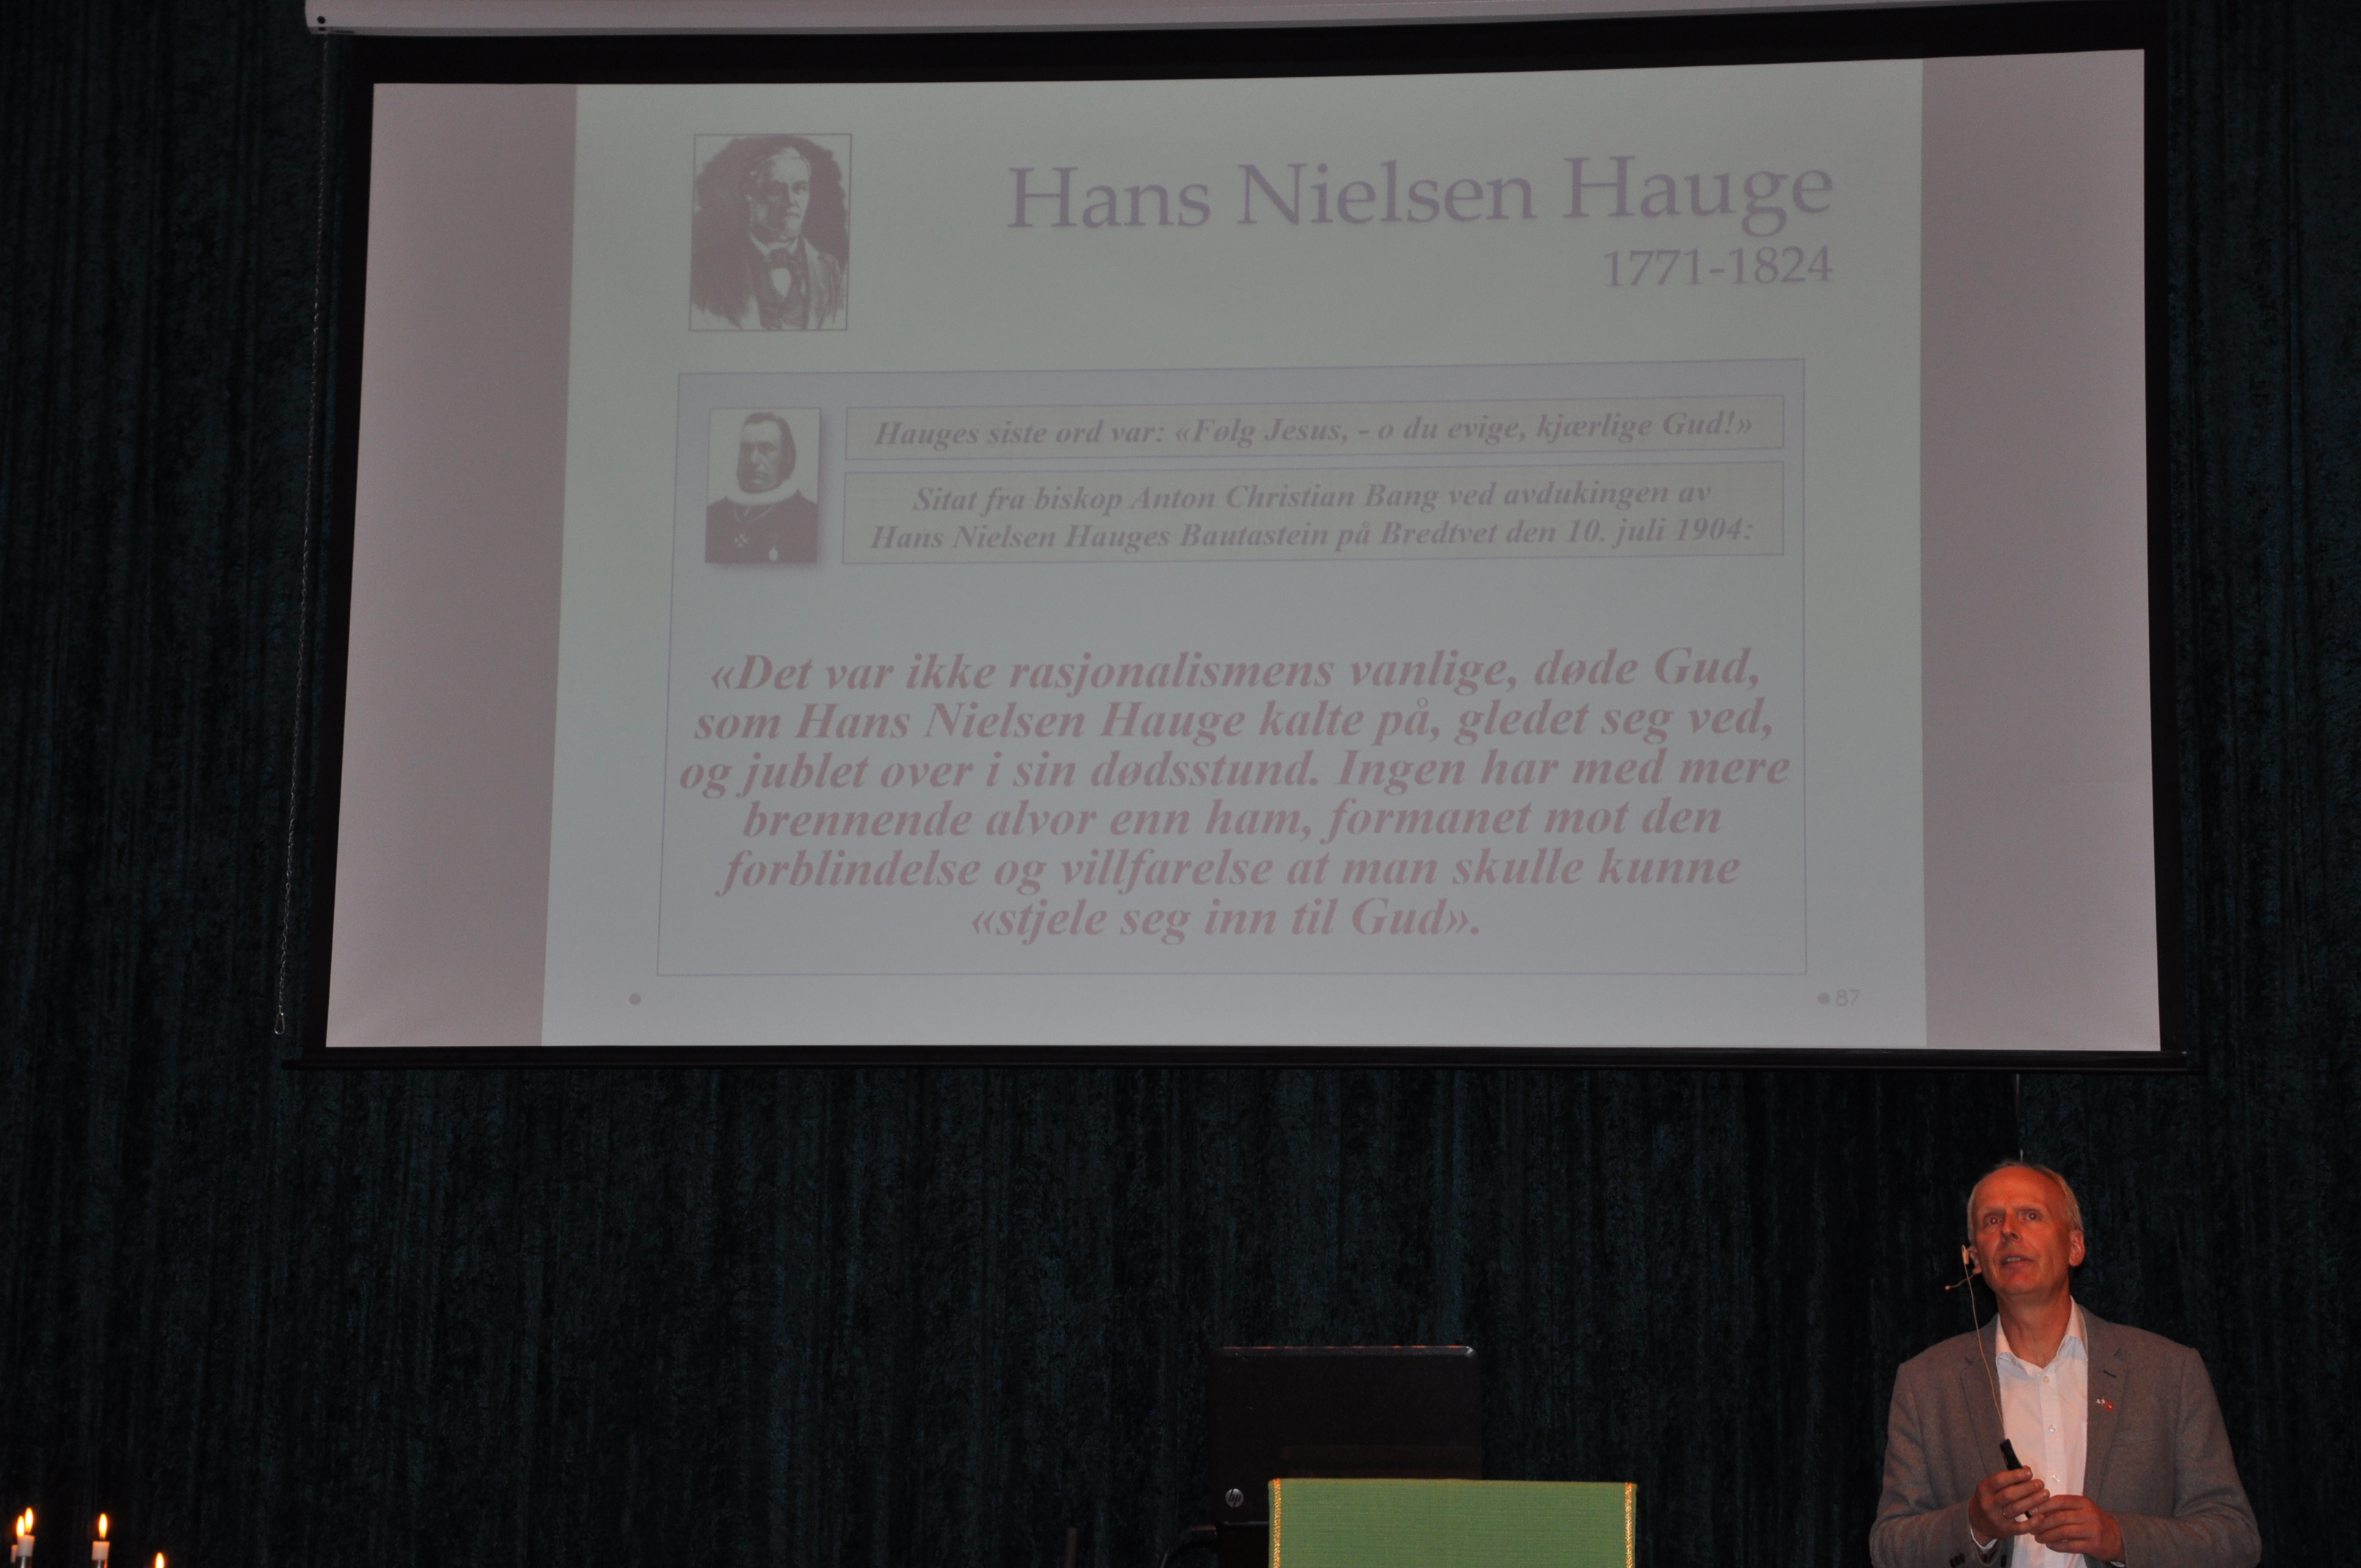 Hans Nielsen Hauge
1771-1824
Hauges siste ord var: «Følg Jesus, - o du evige, kjærlige Gud!»
Sitat fra biskop Anton Christian Bang ved avdukingen av
Hans Nielsen Hauges Bautastein på Bredtvet den 10. juli 1904:
«Det var ikke rasjonalismens vanlige, døde Gud,
som Hans Nielsen Hauge kalte på, gledet seg ved,
og jublet over i sin dødsstund. Ingen har med mere
brennende alvor enn ham, formanet mot den
forblindelse og villfarelse at man skulle kunne
«stjele seg inn til Gud».
87
hp